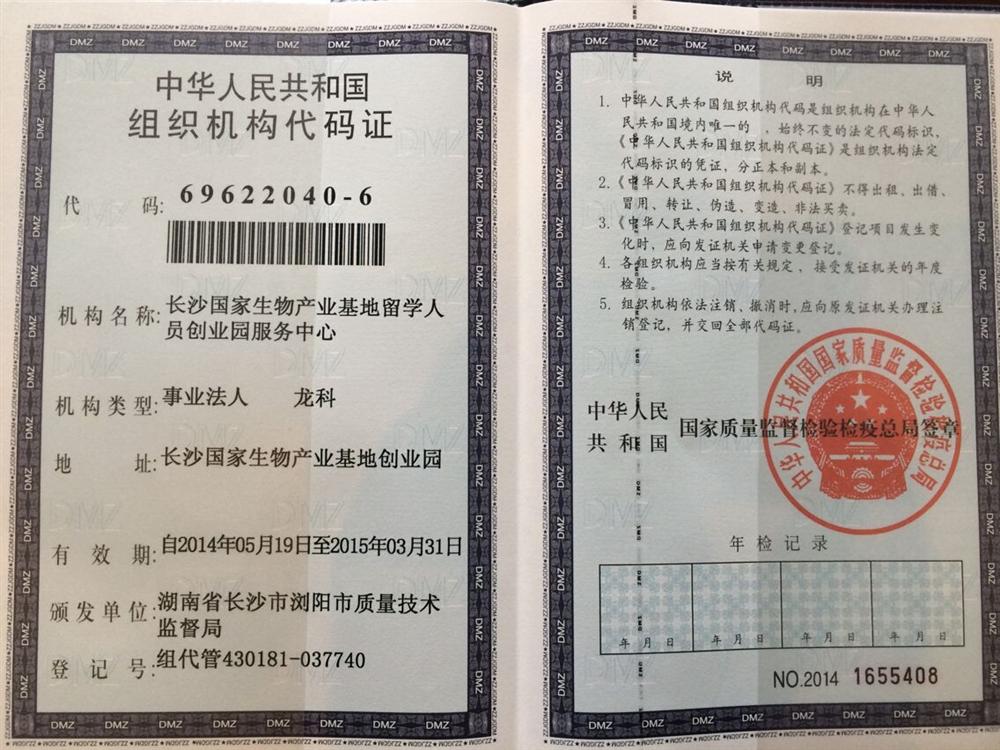 中华人民共和国
组织机构代码证
代 码: 69622040-6
机构名称: 长沙国家生物产业基地留学人
员创业园服务中心
机构类型: 事业法人 龙科
地 址: 长沙国家生物产业基地创业园
有 效 期: 自2014年05月19日至2015年03月31日
颁发单位: 湖南省长沙市浏阳市质量技术
监督局
登 记 号: 组代管430181-037740
说 明
1. 中华人民共和国组织机构代码是组织机构在中华人
民共和国境内唯一的 ,始终不变的法定代码标识,
《中华人民共和国组织机构代码证》是组织机构法定
代码标识的凭证,分正本和副本。
2.《中华人民共和国组织机构代码证》不得出租、出借、
冒用、转让、伪造、变造、非法买卖。
3.《中华人民共和国组织机构代码证》登记项目发生变
化时,应向发证机关申请变更登记。
4. 各组织机构应当按有关规定,接受发证机关的年度
检验。
5. 组织机构依法注销、撤消时,应向原发证机关办理注
销登记,并交回全部代码证。
中华人民
共和国 国家质量监督检验检疫总局签章
中华人民共和国国家质量监督检验检疫总局
年检记录
年 月 日 年 月 日 年 月 日 年 月 日
NO.2014 1655408